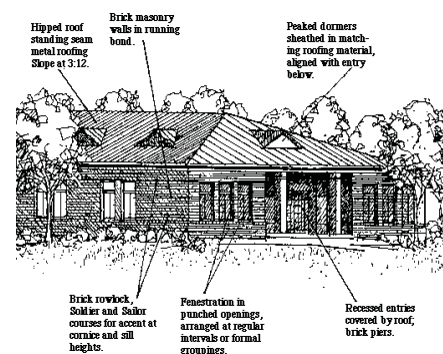 Hipped roof
standing seam
metal roofing
Slope at 3:12.
Brick masonry
walls in running
bond.
Peaked dormers
sheathed in match-
ing roofing material,
aligned with entry
below.
Brick rowlock,
Soldier and Sailor
courses for accent at
cornice and sill
heights.
Fenestration in
punched openings,
arranged at regular
intervals or formal
groupings.
Recessed entries
covered by roof;
brick piers.